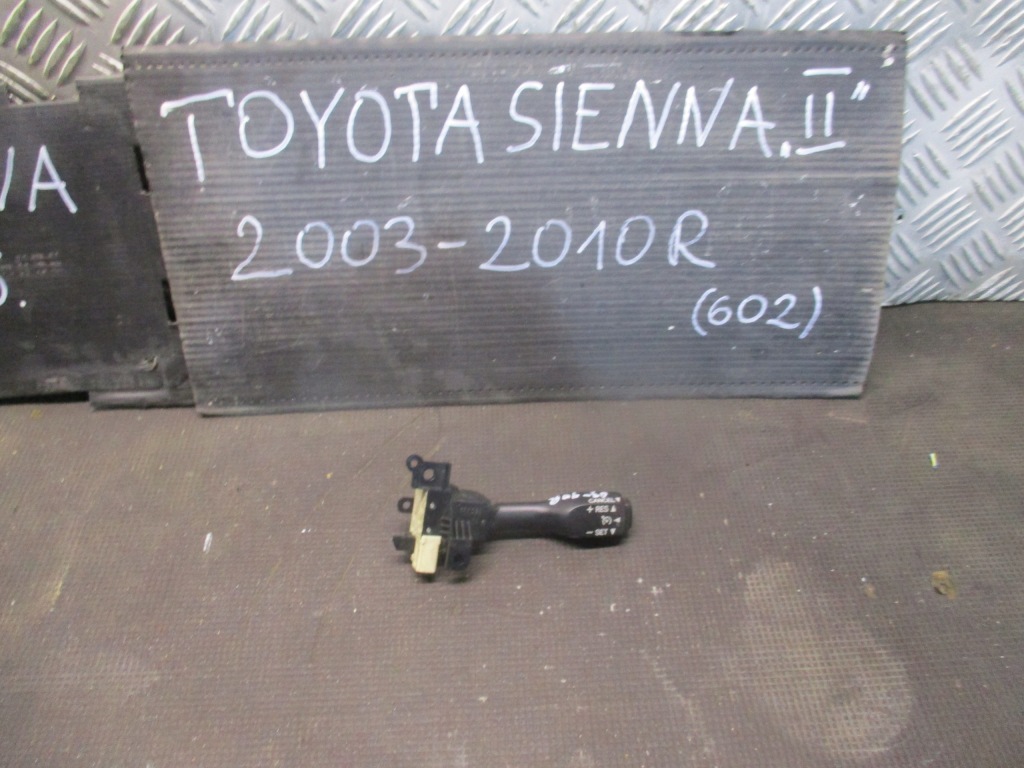 TOYOTA SIENNA.II"
2003-2010R
(602)
VA
CANCEL
+ RES ▲
- SET ▼